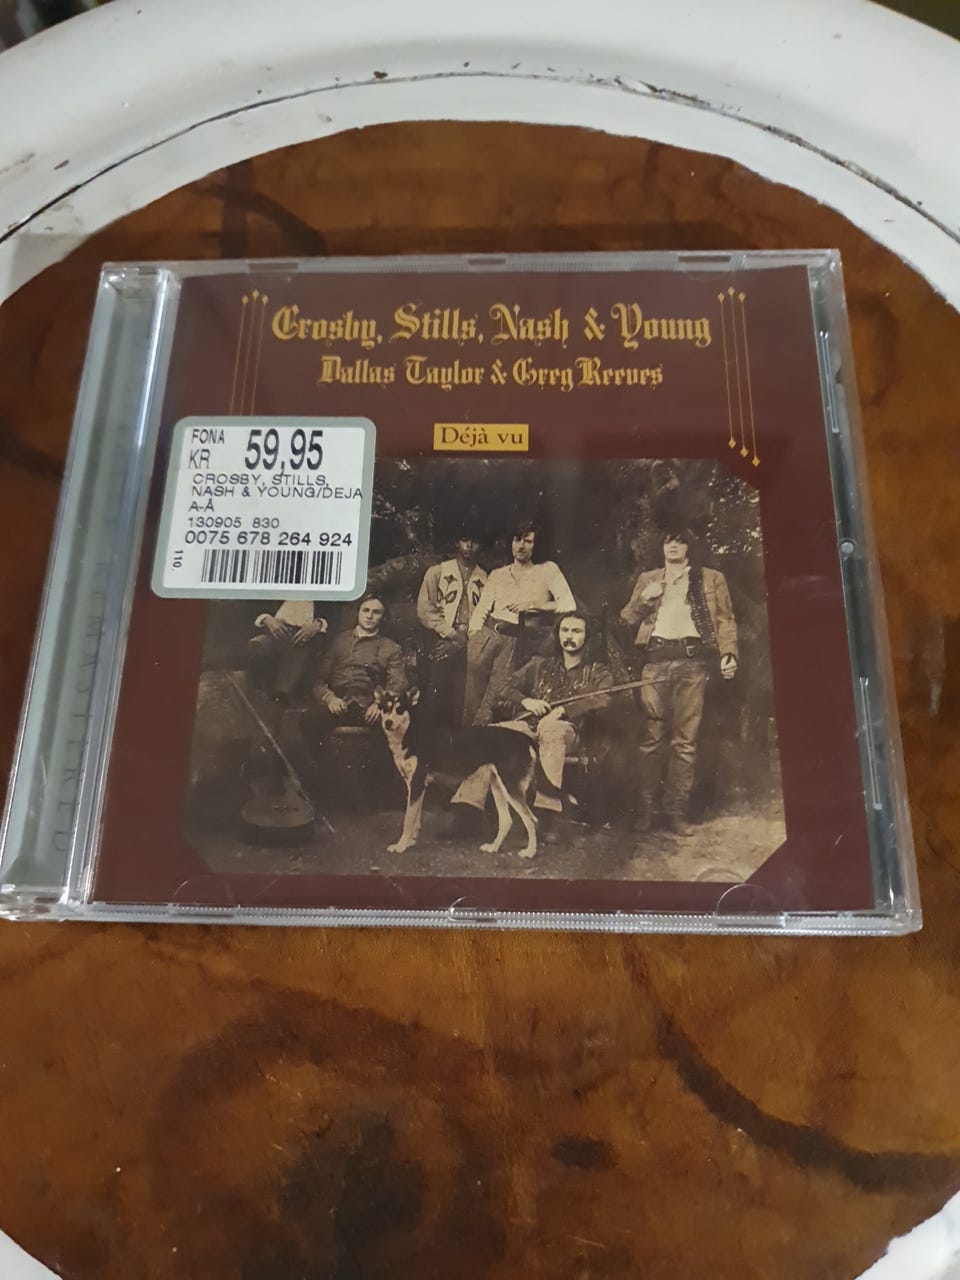 Crosby, Stills, Nash & Young
Dallas Taylor & Greg Reeves
Déjà vu
FONA
KR 59,95
CROSBY, STILLS,
NASH & YOUNG/DEJA
A-Å
130905 830
0075 678 264 924
110.